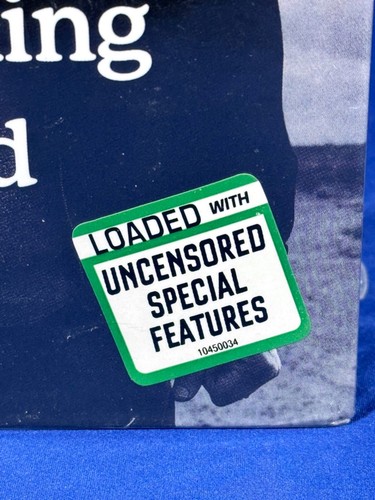 ing
d
LOADED WITH
UNCENSORED
SPECIAL
FEATURES
10450034